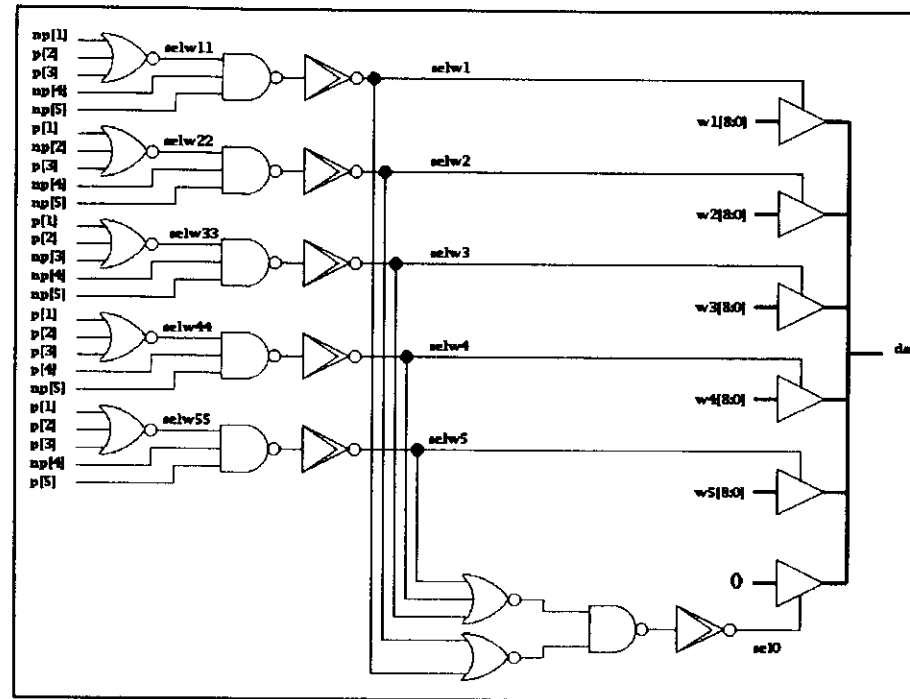 np[1]
p[2]
p[3]
np[4]
np[5]
selw11
selw1
w1[8:0]
p[1]
np[2]
p[3]
np[4]
np[5]
selw22
selw2
w2[8:0]
p[1]
p[2]
np[3]
np[4]
np[5]
selw33
selw3
w3[8:0]
p[1]
p[2]
p[3]
p[4]
np[5]
selw44
selw4
w4[8:0]
p[1]
p[2]
p[3]
np[4]
p[5]
selw55
selw5
w5[8:0]
0
sel0